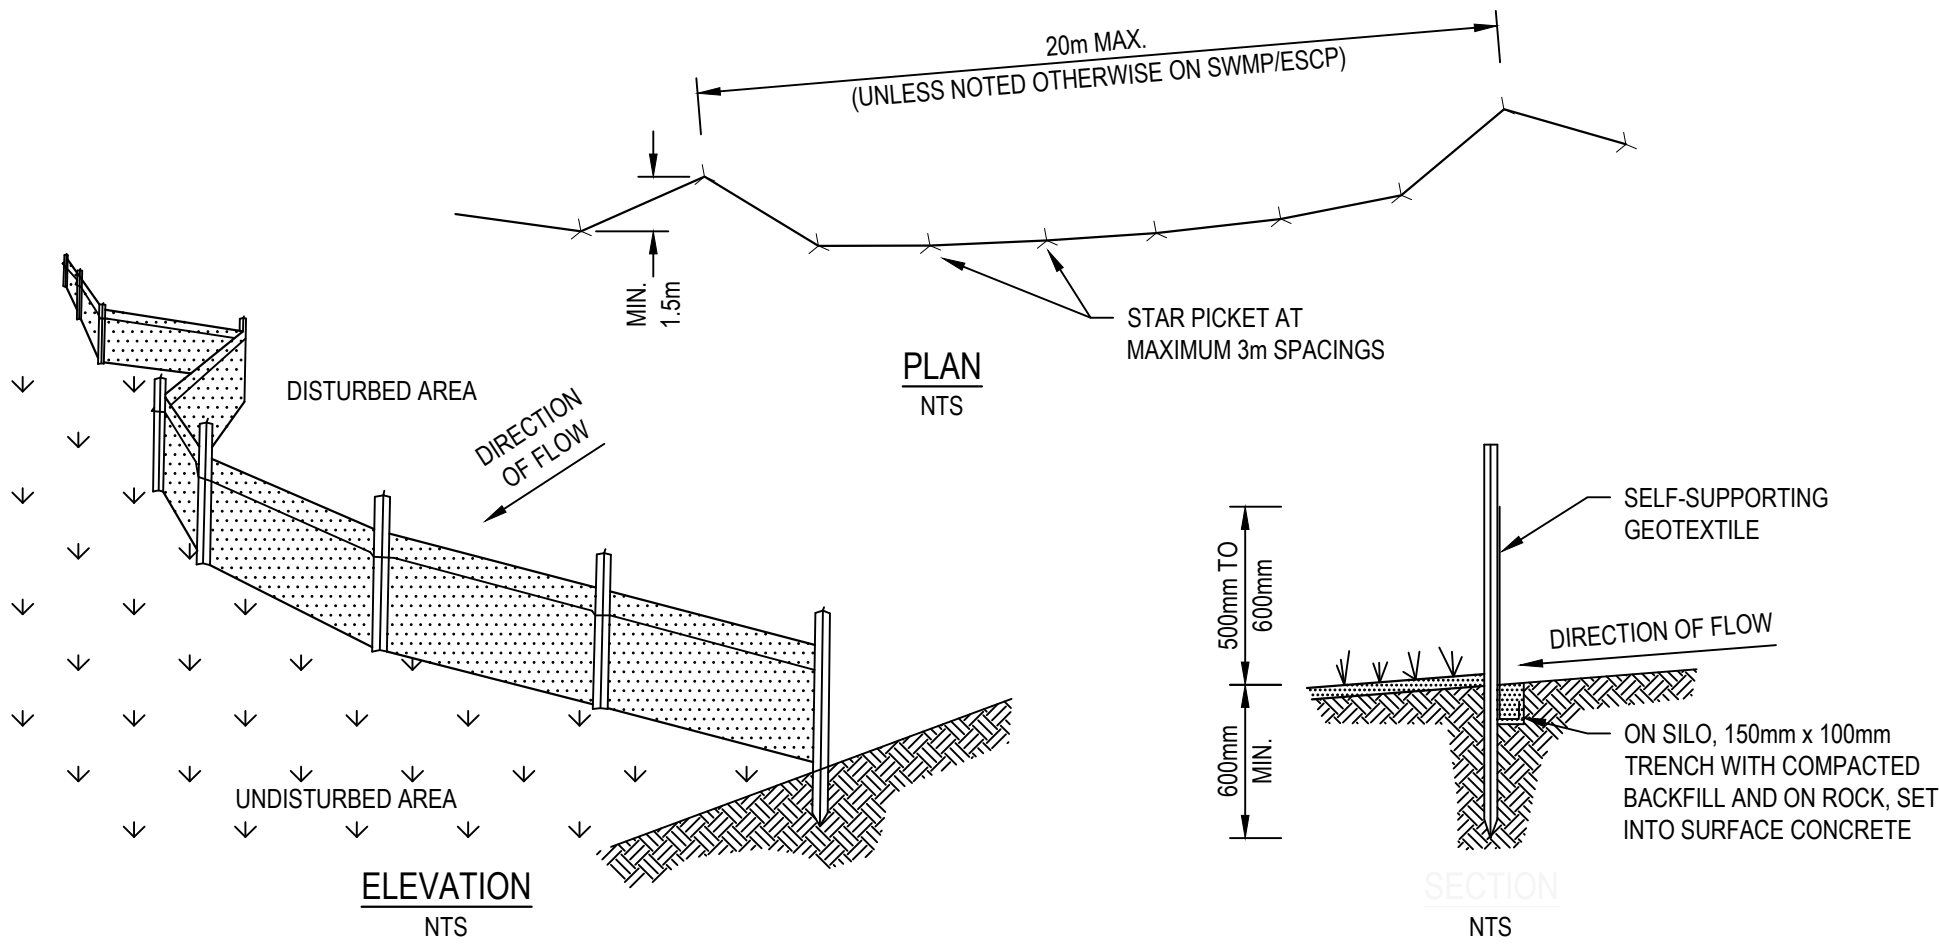 20m MAX.
(UNLESS NOTED OTHERWISE ON SWMP/ESCP)
MIN.
1.5m
STAR PICKET AT
MAXIMUM 3m SPACINGS
PLAN
NTS
DISTURBED AREA
DIRECTION
OF FLOW
UNDISTURBED AREA
ELEVATION
NTS
SELF-SUPPORTING
GEOTEXTILE
500mm TO
600mm
DIRECTION OF FLOW
600mm
MIN.
ON SILO, 150mm x 100mm
TRENCH WITH COMPACTED
BACKFILL AND ON ROCK, SET
INTO SURFACE CONCRETE
SECTION
NTS